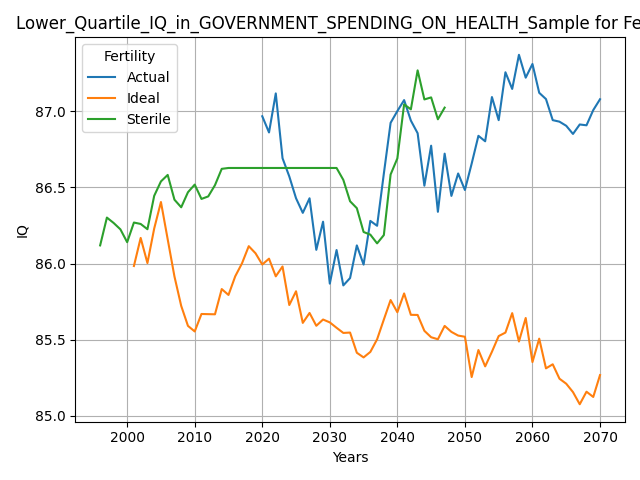 Lower_Quartile_IQ_in_GOVERNMENT_SPENDING_ON_HEALTH_Sample for Fe
Fertility
Actual
Ideal
Sterile
87.0
86.5
86.0
85.5
85.0
IQ
2000 2010 2020 2030 2040 2050 2060 2070
Years